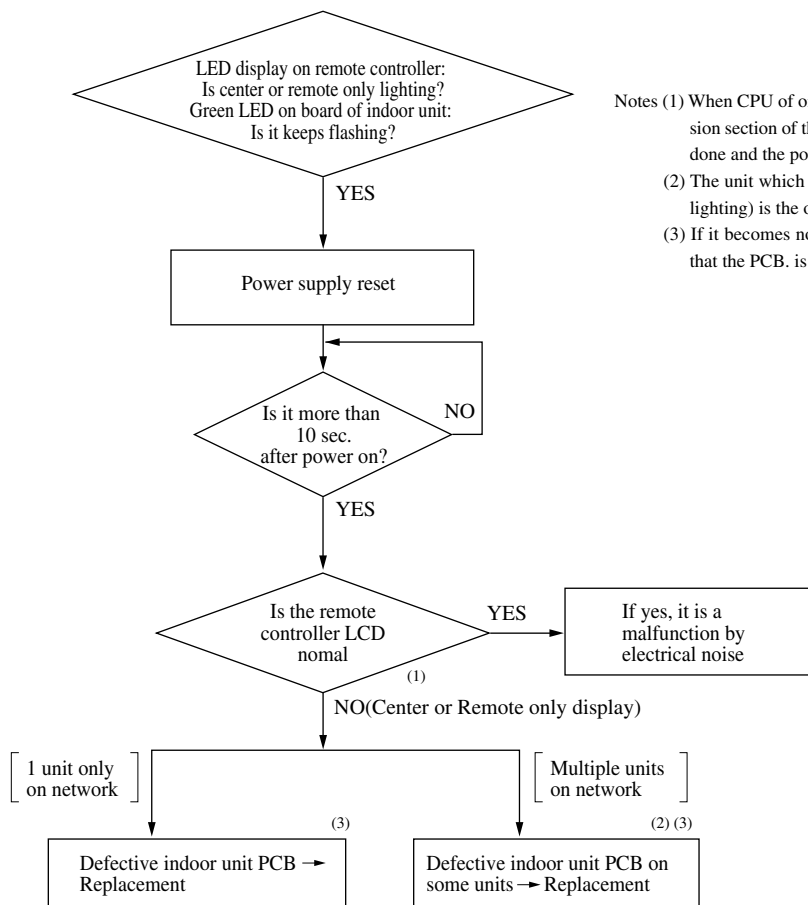 LED display on remote controller:
Is center or remote only lighting?
Green LED on board of indoor unit:
Is it keeps flashing?
Notes (1) When CPU of o
sion section of th
done and the po
(2) The unit which
lighting) is the o
(3) If it becomes no
that the PCB. is
YES
Power supply reset
Is it more than
10 sec.
after power on?
NO
YES
Is the remote
controller LCD
nomal
(1)
YES
If yes, it is a
malfunction by
electrical noise
NO(Center or Remote only display)
1 unit only
on network
Multiple units
on network
(3)
Defective indoor unit PCB →
Replacement
(2) (3)
Defective indoor unit PCB on
some units → Replacement